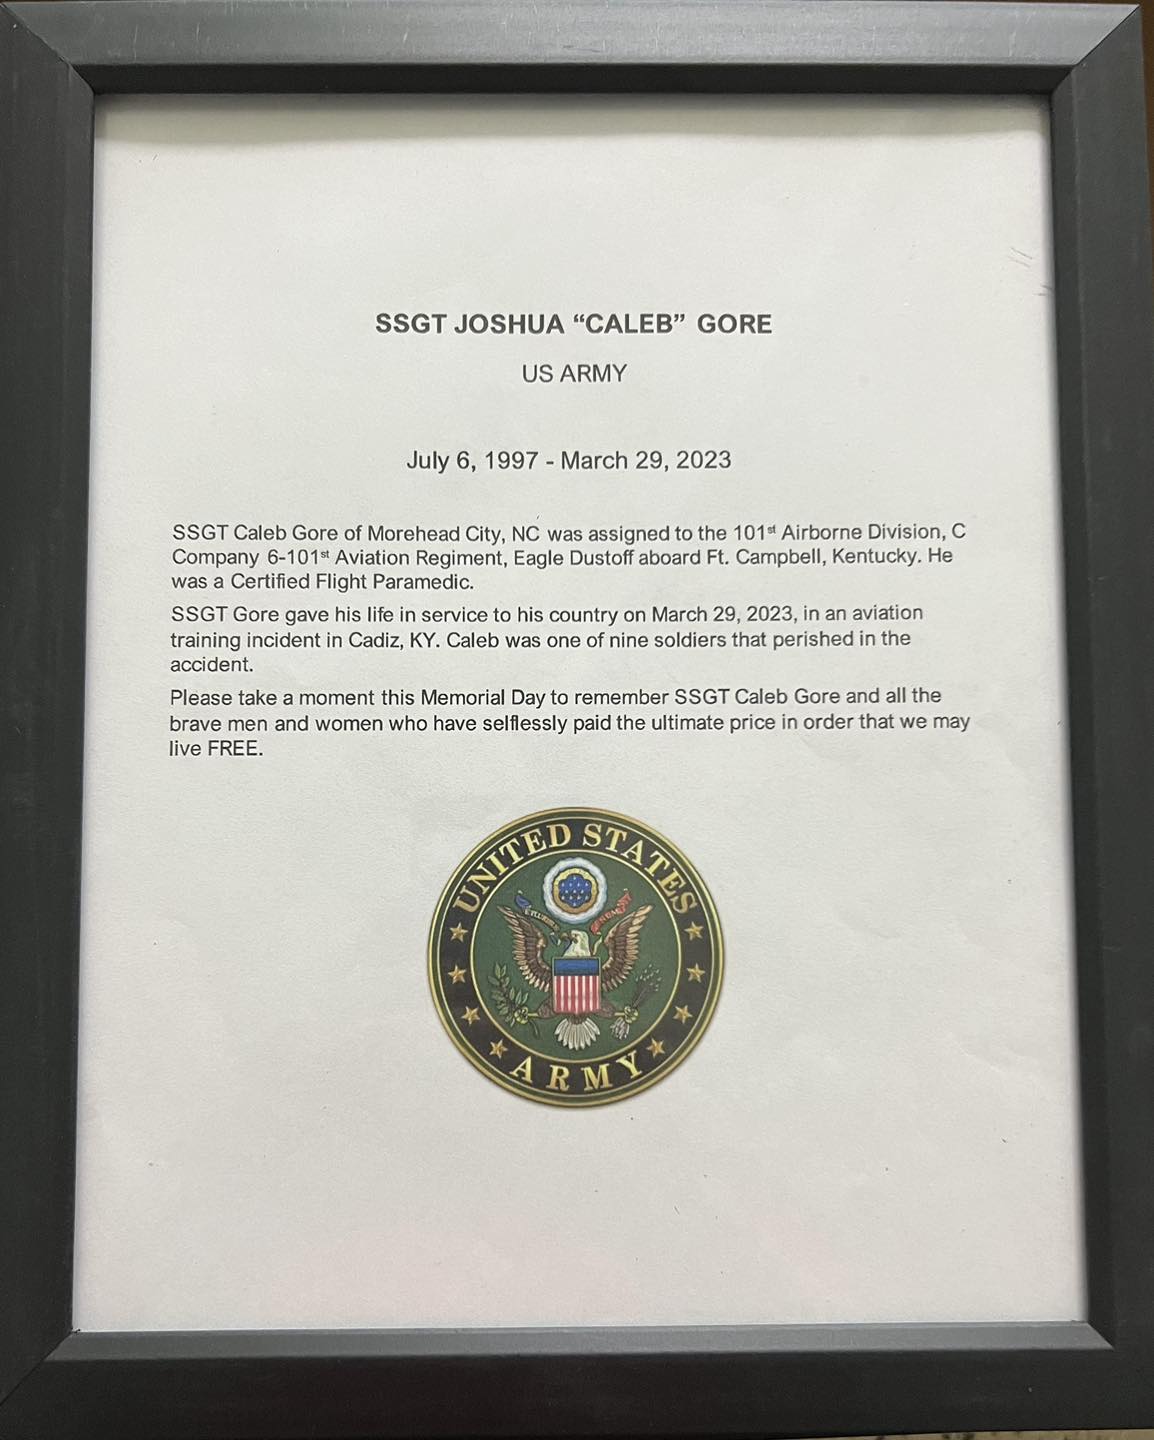 SSGT JOSHUA “CALEB” GORE
US ARMY
July 6, 1997 - March 29, 2023
SSGT Caleb Gore of Morehead City, NC was assigned to the 101st Airborne Division, C
Company 6-101st Aviation Regiment, Eagle Dustoff aboard Ft. Campbell, Kentucky. He
was a Certified Flight Paramedic.
SSGT Gore gave his life in service to his country on March 29, 2023, in an aviation
training incident in Cadiz, KY. Caleb was one of nine soldiers that perished in the
accident.
Please take a moment this Memorial Day to remember SSGT Caleb Gore and all the
brave men and women who have selflessly paid the ultimate price in order that we may
live FREE.
UNITED STATES
ARMY